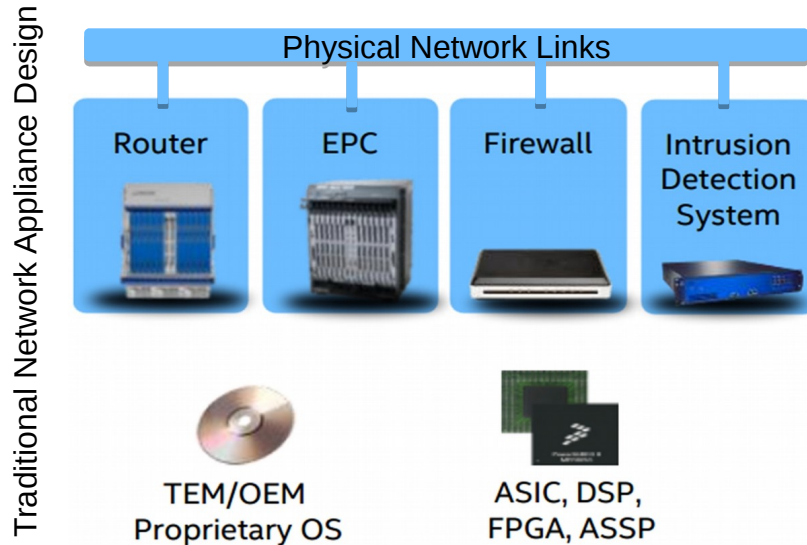 Traditional Network Appliance Design
Physical Network Links
Router
EPC
Firewall
Intrusion
Detection
System
TEM/OEM
Proprietary OS
ASIC, DSP,
FPGA, ASSP